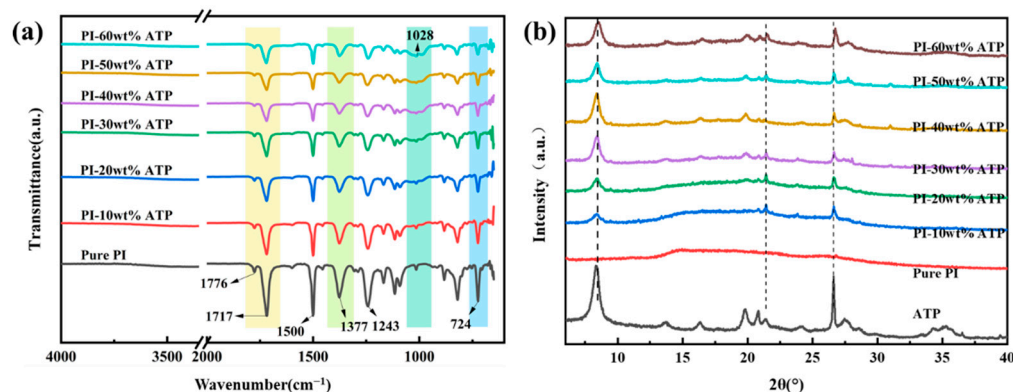 (a)
PI-60wt% ATP
1028
PI-50wt% ATP
PI-40wt% ATP
PI-30wt% ATP
PI-20wt% ATP
PI-10wt% ATP
Pure PI
1776
1717
1500
1377
1243
724
Transmittance(a.u.)
4000
3500
2000
1500
1000
Wavenumber(cm⁻¹)
(b)
PI-60wt% ATP
PI-50wt% ATP
PI-40wt% ATP
PI-30wt% ATP
PI-20wt% ATP
PI-10wt% ATP
Pure PI
ATP
Intensity（a.u.）
10
15
20
25
30
35
40
2θ(°)